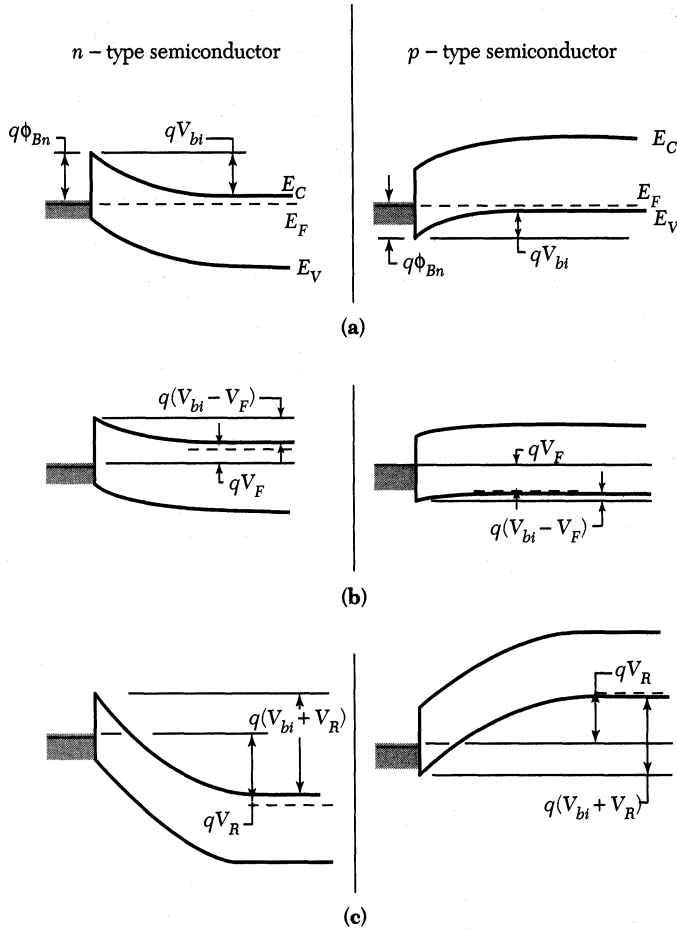 n – type semiconductor
p – type semiconductor
qϕBn
qVbi
EC
EF
EV
EC
EF
EV
qVbi
qϕBn
(a)
q(Vbi – VF)
qVF
qVF
q(Vbi – VF)
(b)
q(Vbi + VR)
qVR
qVR
q(Vbi + VR)
(c)